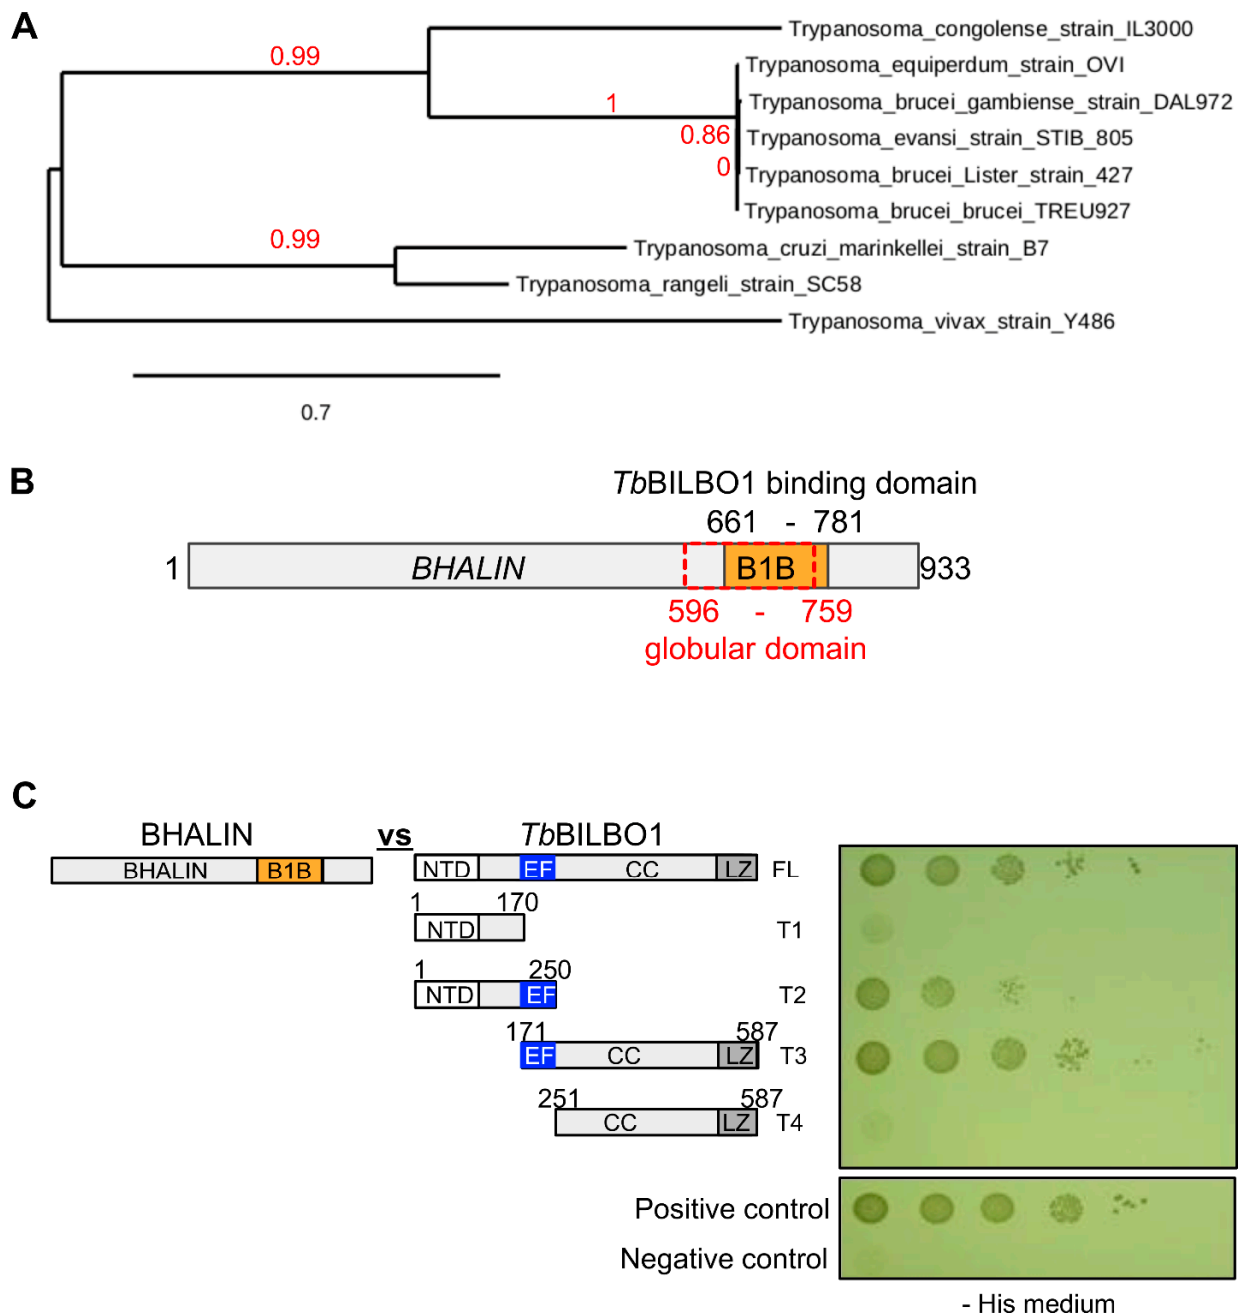 A
Trypanosoma_congolense_strain_IL3000
0.99
Trypanosoma_equiperdum_strain_OVI
1
Trypanosoma_brucei_gambiense_strain_DAL972
0.86
Trypanosoma_evansi_strain_STIB_805
0
Trypanosoma_brucei_Lister_strain_427
Trypanosoma_brucei_brucei_TREU927
0.99
Trypanosoma_cruzi_marinkellei_strain_B7
Trypanosoma_rangeli_strain_SC58
Trypanosoma_vivax_strain_Y486
0.7
B
TbBILBO1 binding domain
661 - 781
1 BHALIN B1B 933
596 - 759
globular domain
C
BHALIN vs TbBILBO1
BHALIN B1B NTD EF CC LZ FL
1 170
NTD T1
1 250
NTD EF T2
171 587
EF CC LZ T3
251 587
CC LZ T4
Positive control
Negative control
- His medium